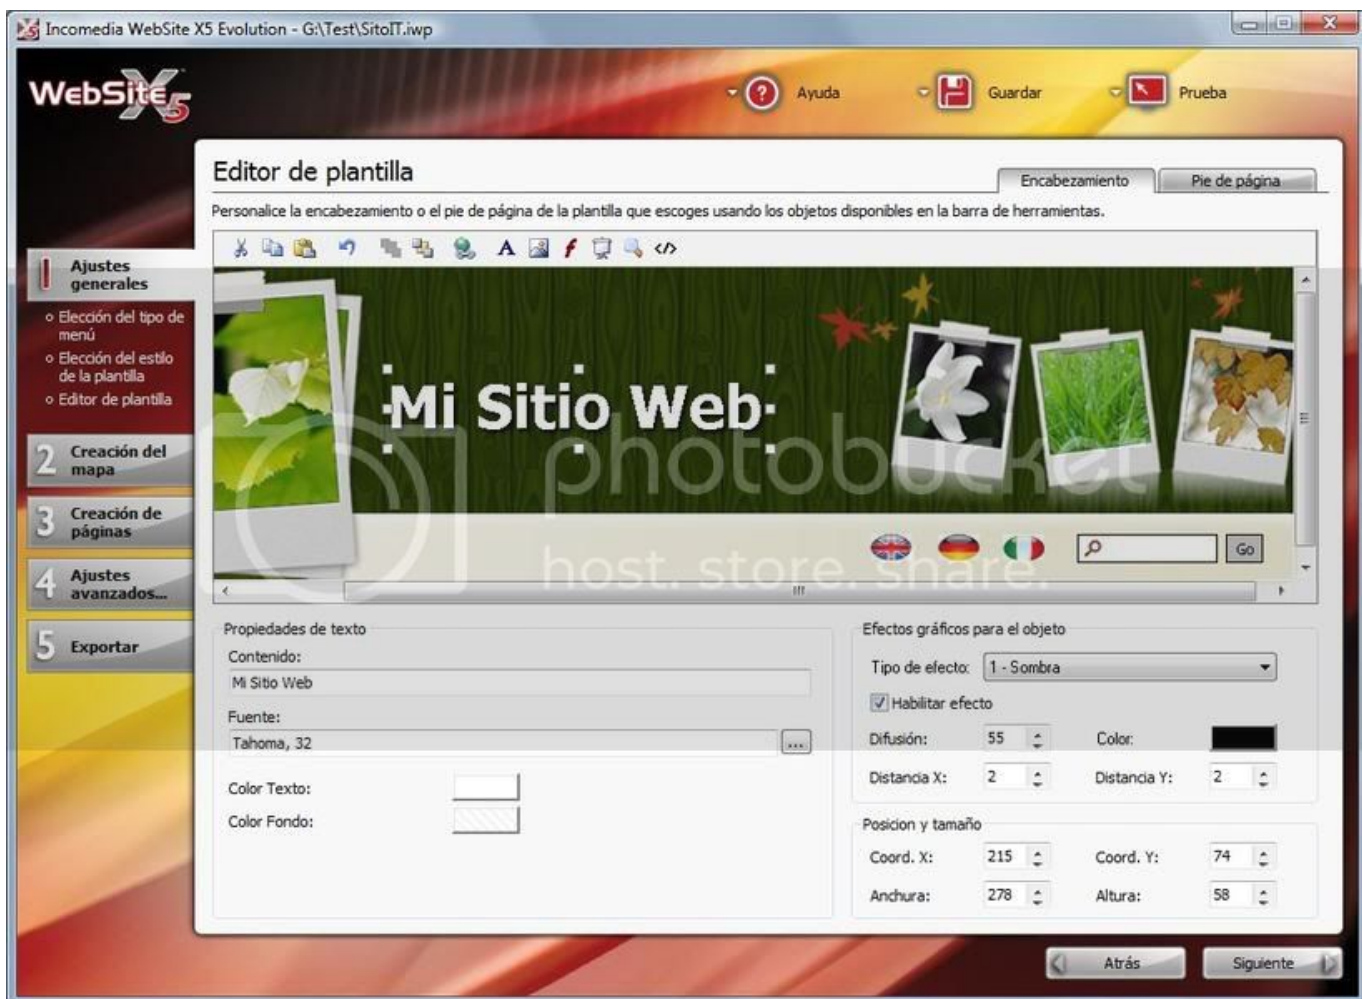 Incomedia WebSite X5 Evolution - G:\Test\SitoIT.iwp
WebSite X5
Ayuda
Guardar
Prueba
Editor de plantilla
Encabezamiento
Pie de página
Personalice la encabezamiento o el pie de página de la plantilla que escoges usando los objetos disponibles en la barra de herramientas.
1 Ajustes
generales
Elección del tipo de
menú
Elección del estilo
de la plantilla
Editor de plantilla
2 Creación del
mapa
3 Creación de
páginas
4 Ajustes
avanzados...
5 Exportar
Mi Sitio Web
photobucket
host. store. share.
Go
Propiedades de texto
Contenido:
Mi Sitio Web
Fuente:
Tahoma, 32
...
Color Texto:
Color Fondo:
Efectos gráficos para el objeto
Tipo de efecto: 1 - Sombra
Habilitar efecto
Difusión: 55 Color:
Distancia X: 2 Distancia Y: 2
Posicion y tamaño
Coord. X: 215 Coord. Y: 74
Anchura: 278 Altura: 58
Atrás
Siguiente